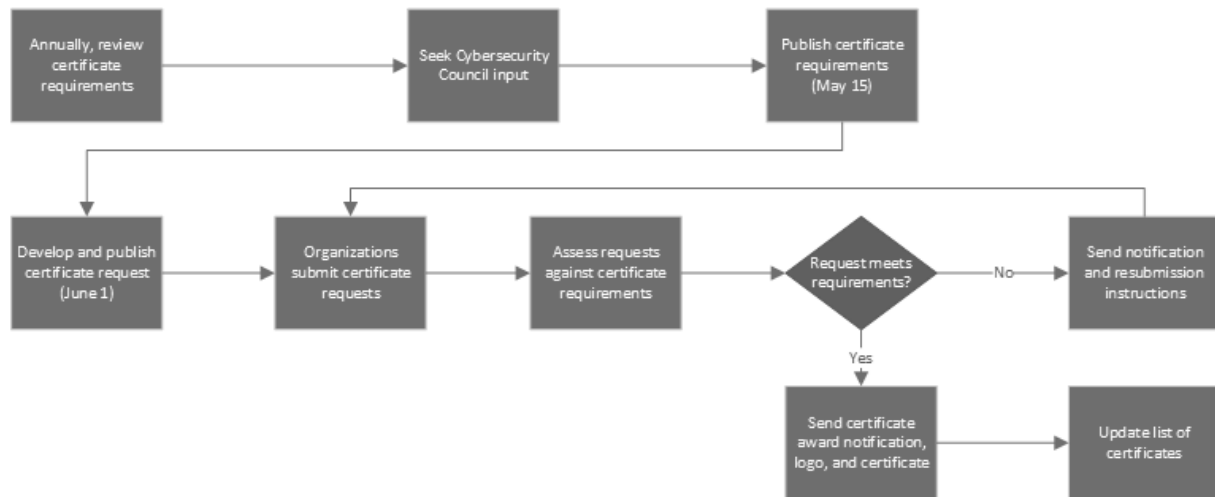 Annually, review
certificate
requirements
Seek Cybersecurity
Council input
Publish certificate
requirements
(May 15)
Develop and publish
certificate request
(June 1)
Organizations
submit certificate
requests
Assess requests
against certificate
requirements
Request meets
requirements?
No
Send notification
and resubmission
instructions
Yes
Send certificate
award notification,
logo, and certificate
Update list of
certificates